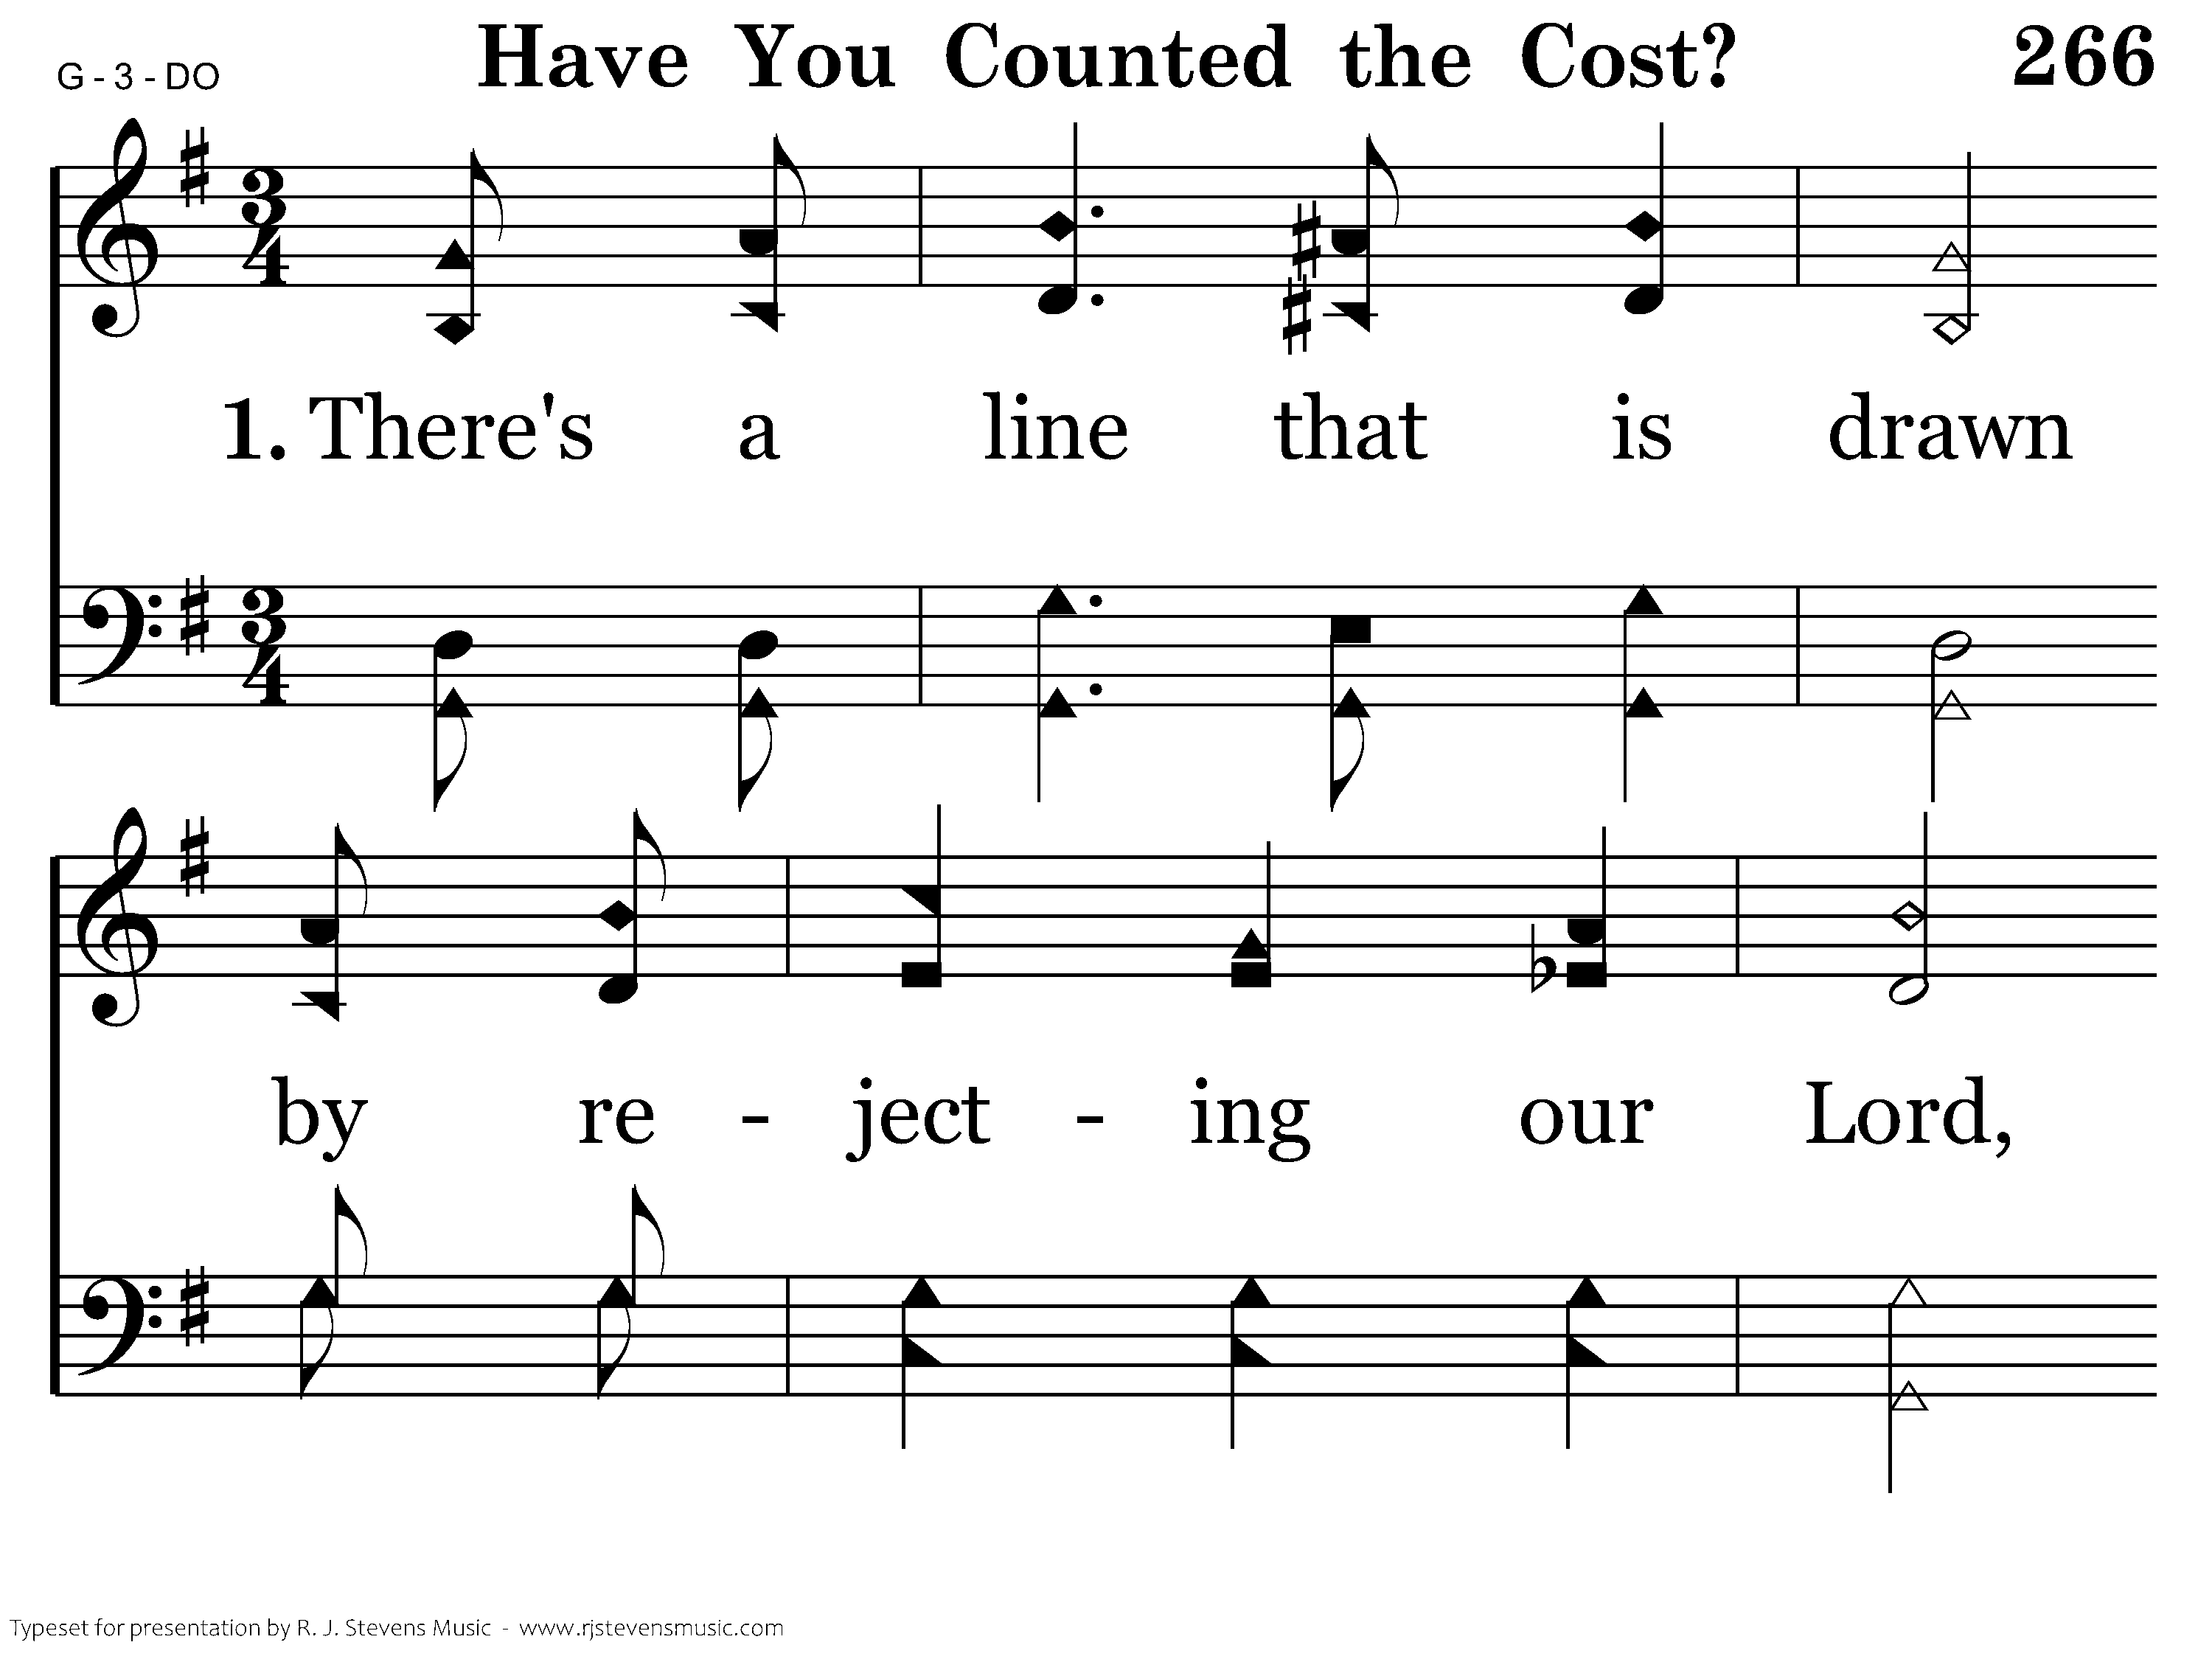 G - 3 - DO Have You Counted the Cost? 266
1. There's a line that is drawn
by re - ject - ing our Lord,
Typeset for presentation by R. J. Stevens Music - www.rjstevensmusic.com